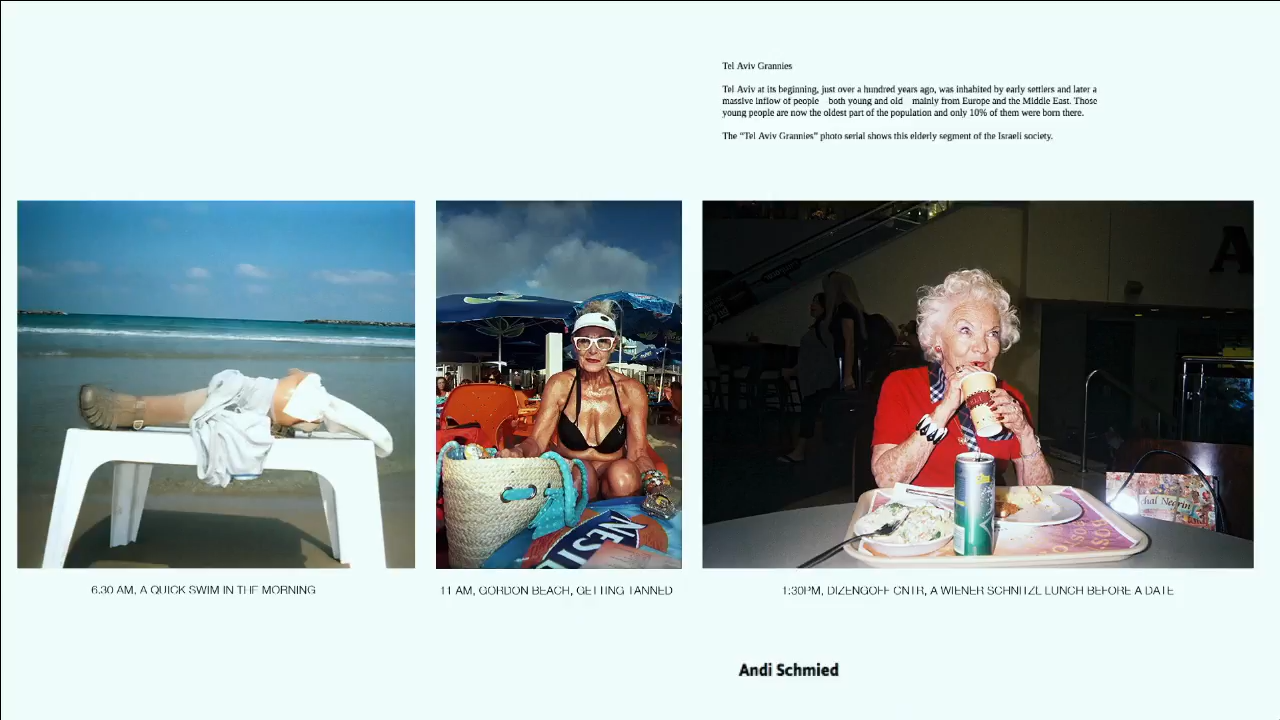 Tel Aviv Grannies
Tel Aviv at its beginning, just over a hundred years ago, was inhabited by early settlers and later a
massive inflow of people both young and old mainly from Europe and the Middle East. Those
young people are now the oldest part of the population and only 10% of them were born there.
The "Tel Aviv Grannies" photo serial shows this elderly segment of the Israeli society.
A
NEST
6.30 AM, A QUICK SWIM IN THE MORNING
11 AM, GORDON BEACH, GETTING TANNED
1:30PM, DIZENGOFF CNTR, A WIENER SCHNITZL LUNCH BEFORE A DATE
Andi Schmied